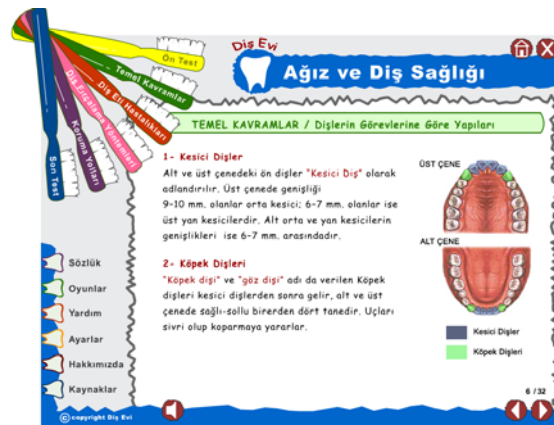 Diş Evi
Ağız ve Diş Sağlığı
Ön Test
Temel Kavramlar
Diş Eti Hastalıkları
Diş Fırçalama Yöntemleri
Koruma Yolları
Son Test
TEMEL KAVRAMLAR / Dişlerin Görevlerine Göre Yapıları
1- Kesici Dişler
Alt ve üst çenedeki ön dişler "Kesici Diş" olarak
adlandırılır. Üst çenede genişliği
9-10 mm. olanlar orta kesici; 6-7 mm. olanlar ise
üst yan kesicilerdir. Alt orta ve yan kesicilerin
genişlikleri ise 6-7 mm. arasındadır.
2- Köpek Dişleri
"Köpek dişi" ve "göz dişi" adı da verilen Köpek
dişleri kesici dişlerden sonra gelir, alt ve üst
çenede sağlı-sollu birerden dört tanedir. Uçları
sivri olup koparmaya yararlar.
ÜST ÇENE
ALT ÇENE
Kesici Dişler
Köpek Dişleri
Sözlük
Oyunlar
Yardım
Ayarlar
Hakkımızda
Kaynaklar
6 / 32
© copyright Diş Evi